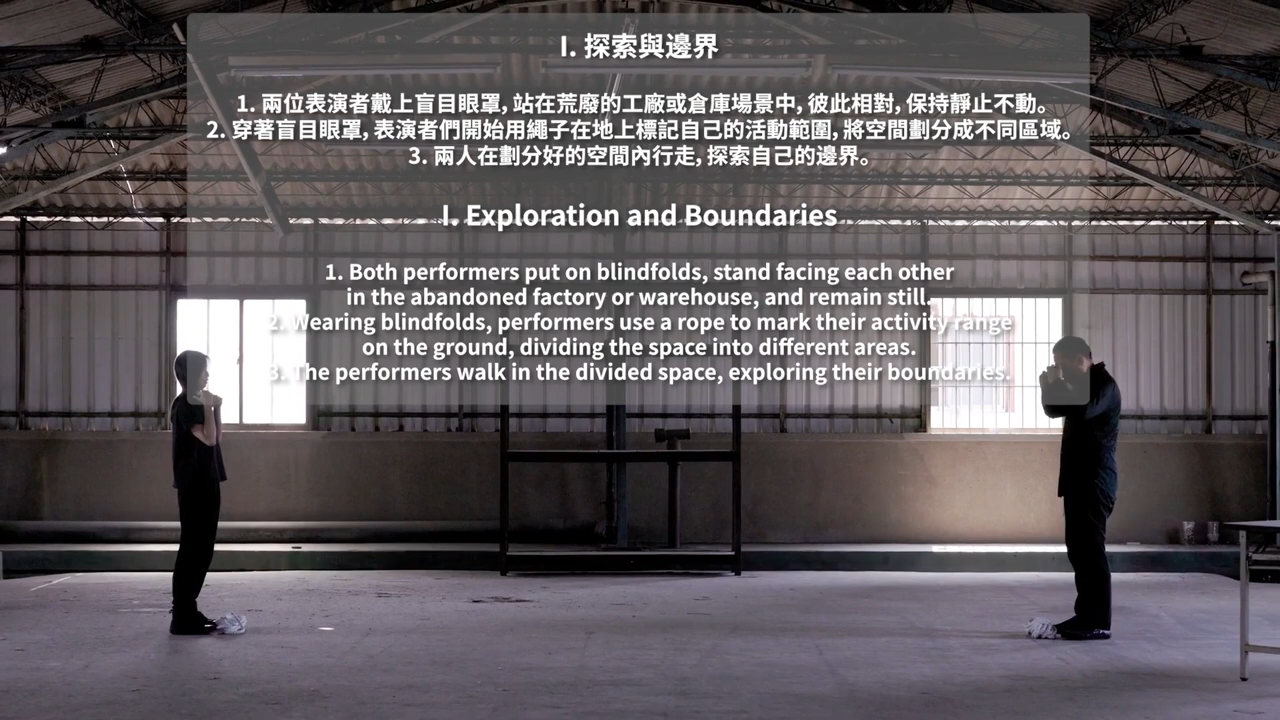 I. 探索與邊界
1. 兩位表演者戴上盲目眼罩, 站在荒廢的工廠或倉庫場景中, 彼此相對, 保持靜止不動。
2. 穿著盲目眼罩, 表演者們開始用繩子在地上標記自己的活動範圍, 將空間劃分成不同區域。
3. 兩人在劃分好的空間內行走, 探索自己的邊界。
I. Exploration and Boundaries
1. Both performers put on blindfolds, stand facing each other
in the abandoned factory or warehouse, and remain still.
2. Wearing blindfolds, performers use a rope to mark their activity range
on the ground, dividing the space into different areas.
3. The performers walk in the divided space, exploring their boundaries.